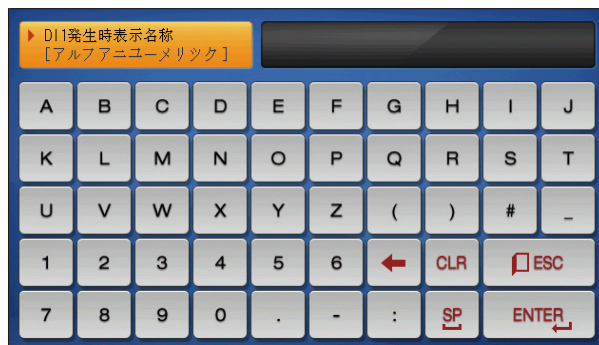 DI1発生時表示名称
[アルファニューメリック]
A B C D E F G H I J
K L M N O P Q R S T
U V W X Y Z ( ) # _
1 2 3 4 5 6 CLR ESC
7 8 9 0 . - : SP ENTER